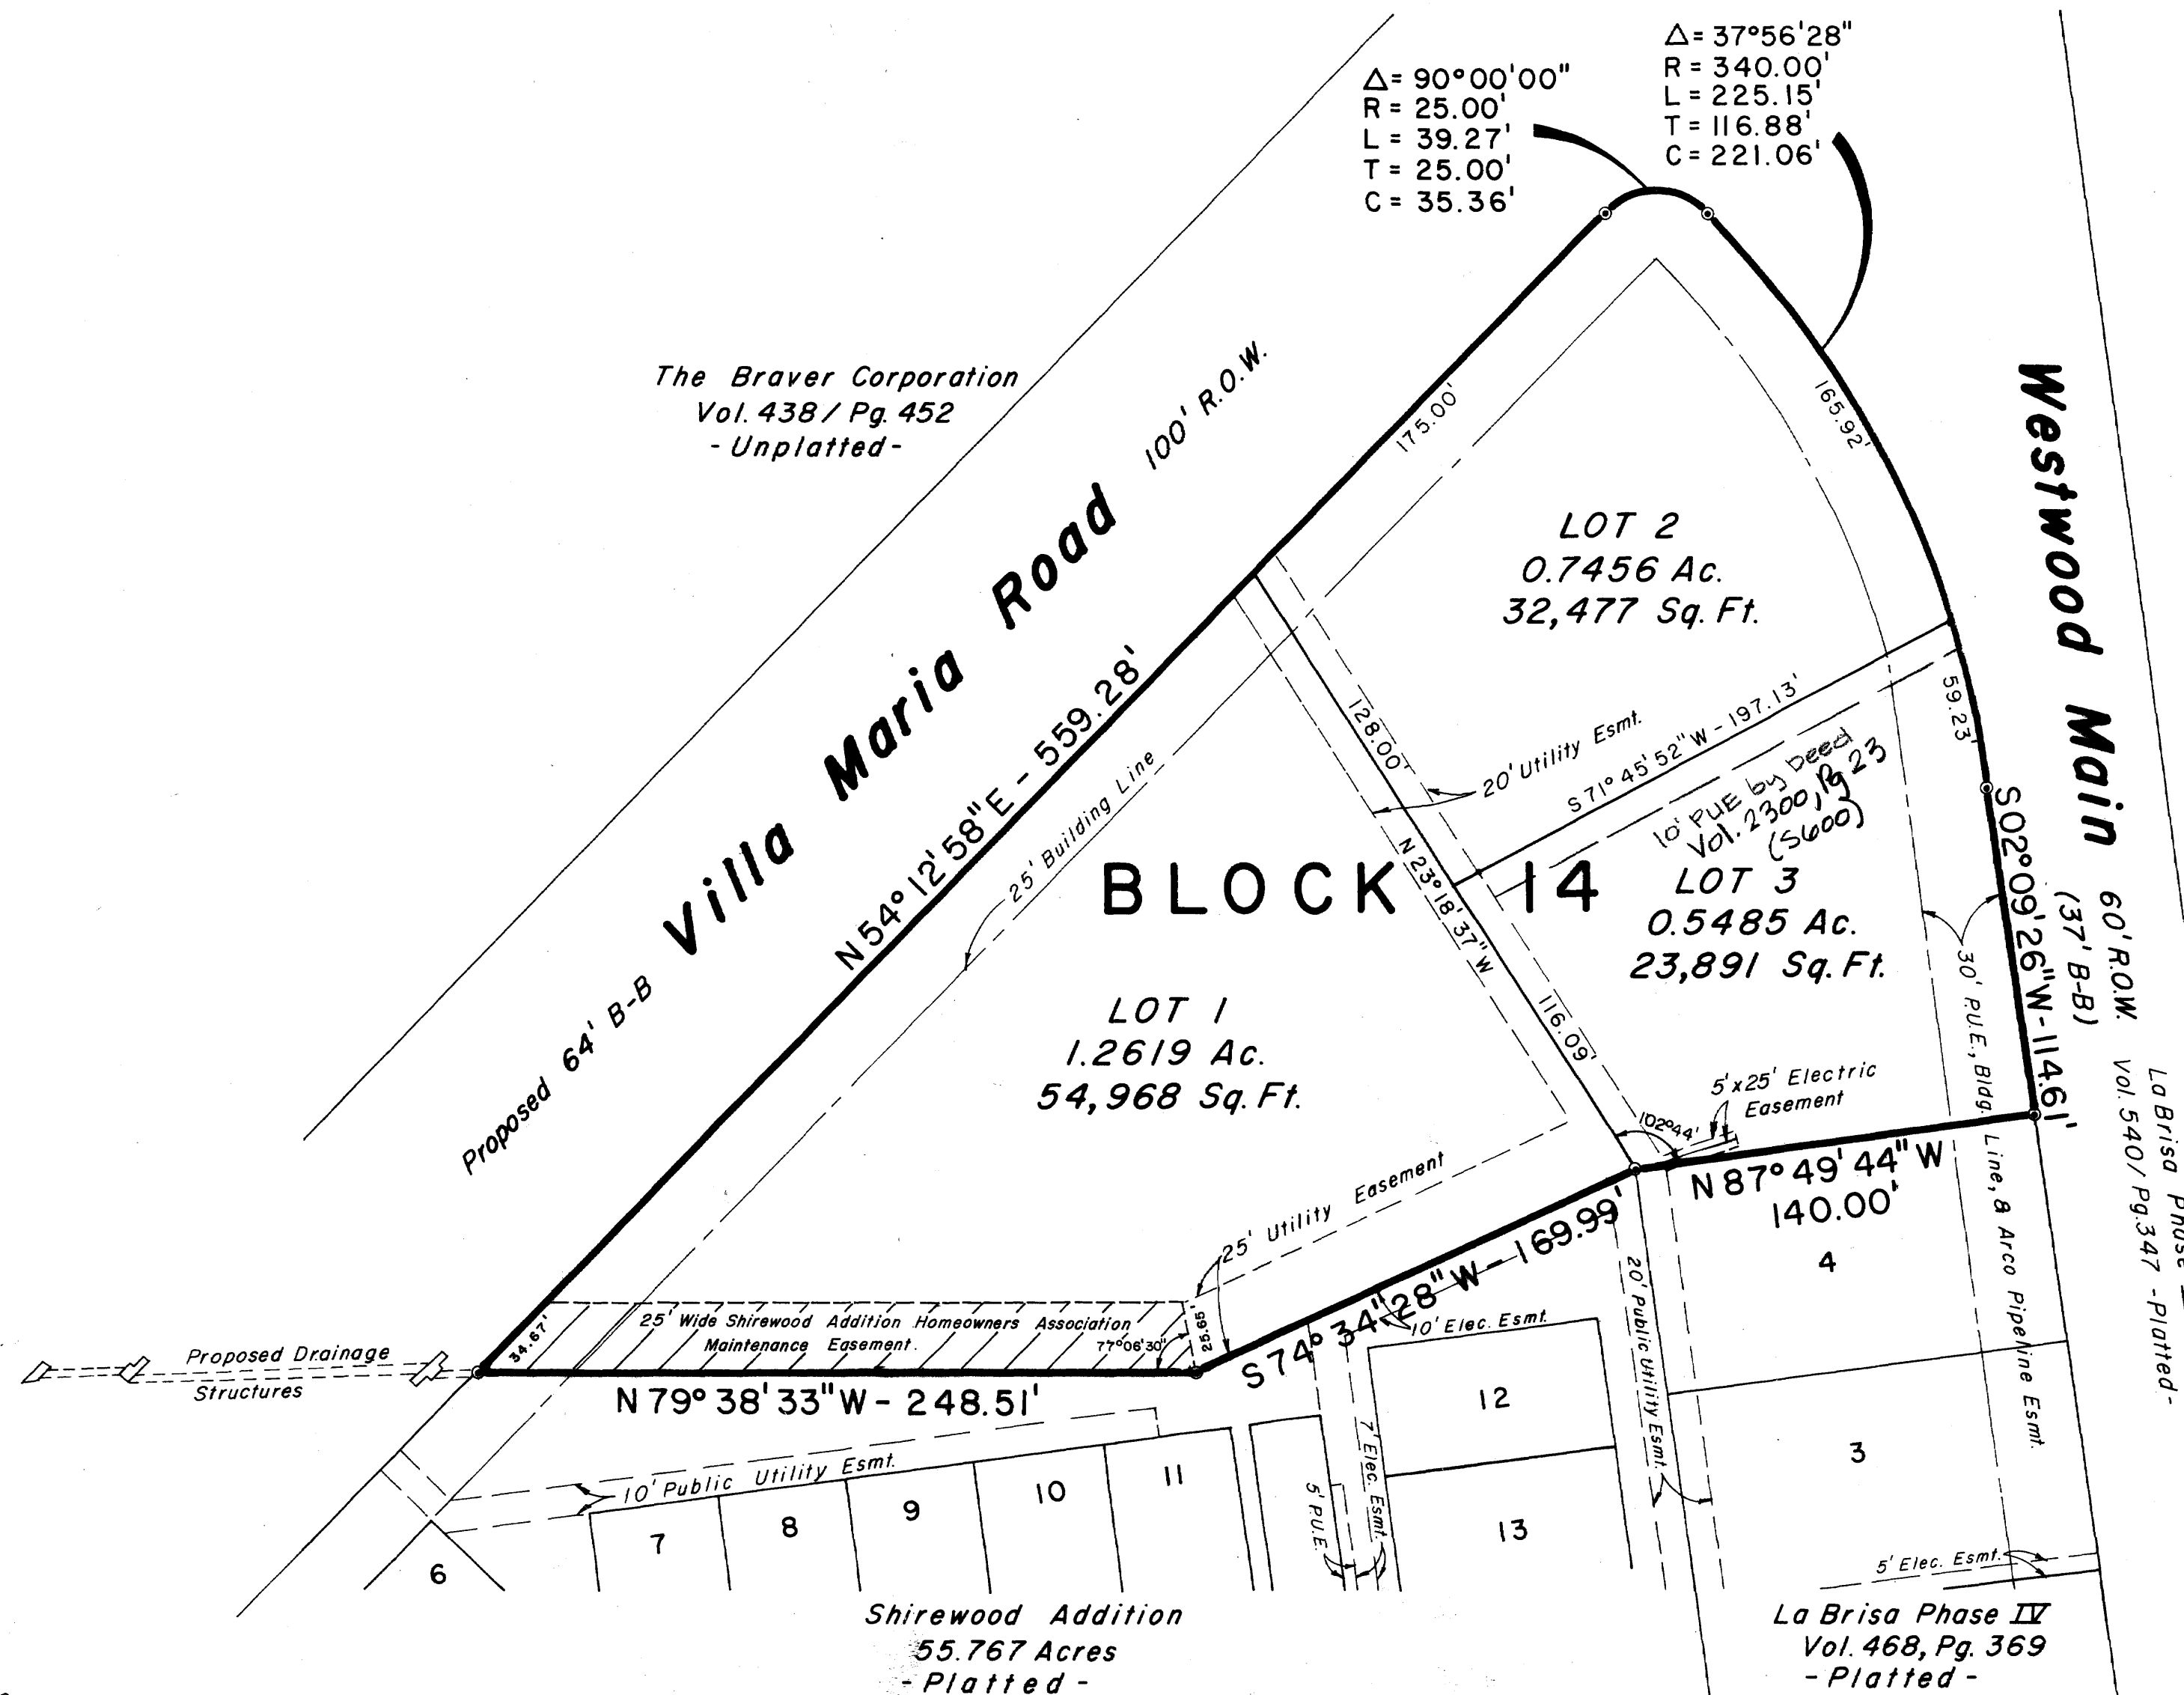 Δ= 90°00'00"
R = 25.00'
L = 39.27'
T = 25.00'
C = 35.36'
Δ= 37°56'28"
R = 340.00'
L = 225.15'
T = 116.88'
C = 221.06'
The Braver Corporation
Vol. 438 / Pg. 452
- Unplatted -
Proposed 64' B-B Villa Maria Road 100' R.O.W.
Westwood Main 60' R.O.W.
(37' B-B)
La Brisa Phase
Vol. 540/ Pg.347 -Platted-
N 54° 12' 58" E - 559.28'
25' Building Line
175.00'
165.92'
59.23'
LOT 2
0.7456 Ac.
32,477 Sq. Ft.
128.00'
20' Utility Esmt.
S 71° 45' 52" W - 197.13'
10' PUE by Deed
Vol. 2300, Pg 23
(S600)
BLOCK 14
LOT 3
0.5485 Ac.
23,891 Sq. Ft.
N 23° 18' 37" W
116.09'
S 02° 09' 26" W - 114.61'
30' P.U.E., Bldg. Line, & Arco Pipeline Esmt.
LOT 1
1.2619 Ac.
54,968 Sq. Ft.
5' x 25' Electric
Easement
102°44'
N 87° 49' 44" W
140.00'
25' Utility Easement
S 74° 34' 28" W - 169.99'
25' Wide Shirewood Addition Homeowners Association
Maintenance Easement.
34.67'
77°06'30"
25.65'
Proposed Drainage
Structures
N 79° 38' 33" W - 248.51'
10' Elec. Esmt.
20' Public Utility Esmt.
10' Public Utility Esmt.
7' Elec. Esmt.
5' P.U.E.
5' Elec. Esmt.
4
3
12
13
11
10
9
8
7
6
Shirewood Addition
55.767 Acres
- Platted -
La Brisa Phase IV
Vol. 468, Pg. 369
- Platted -